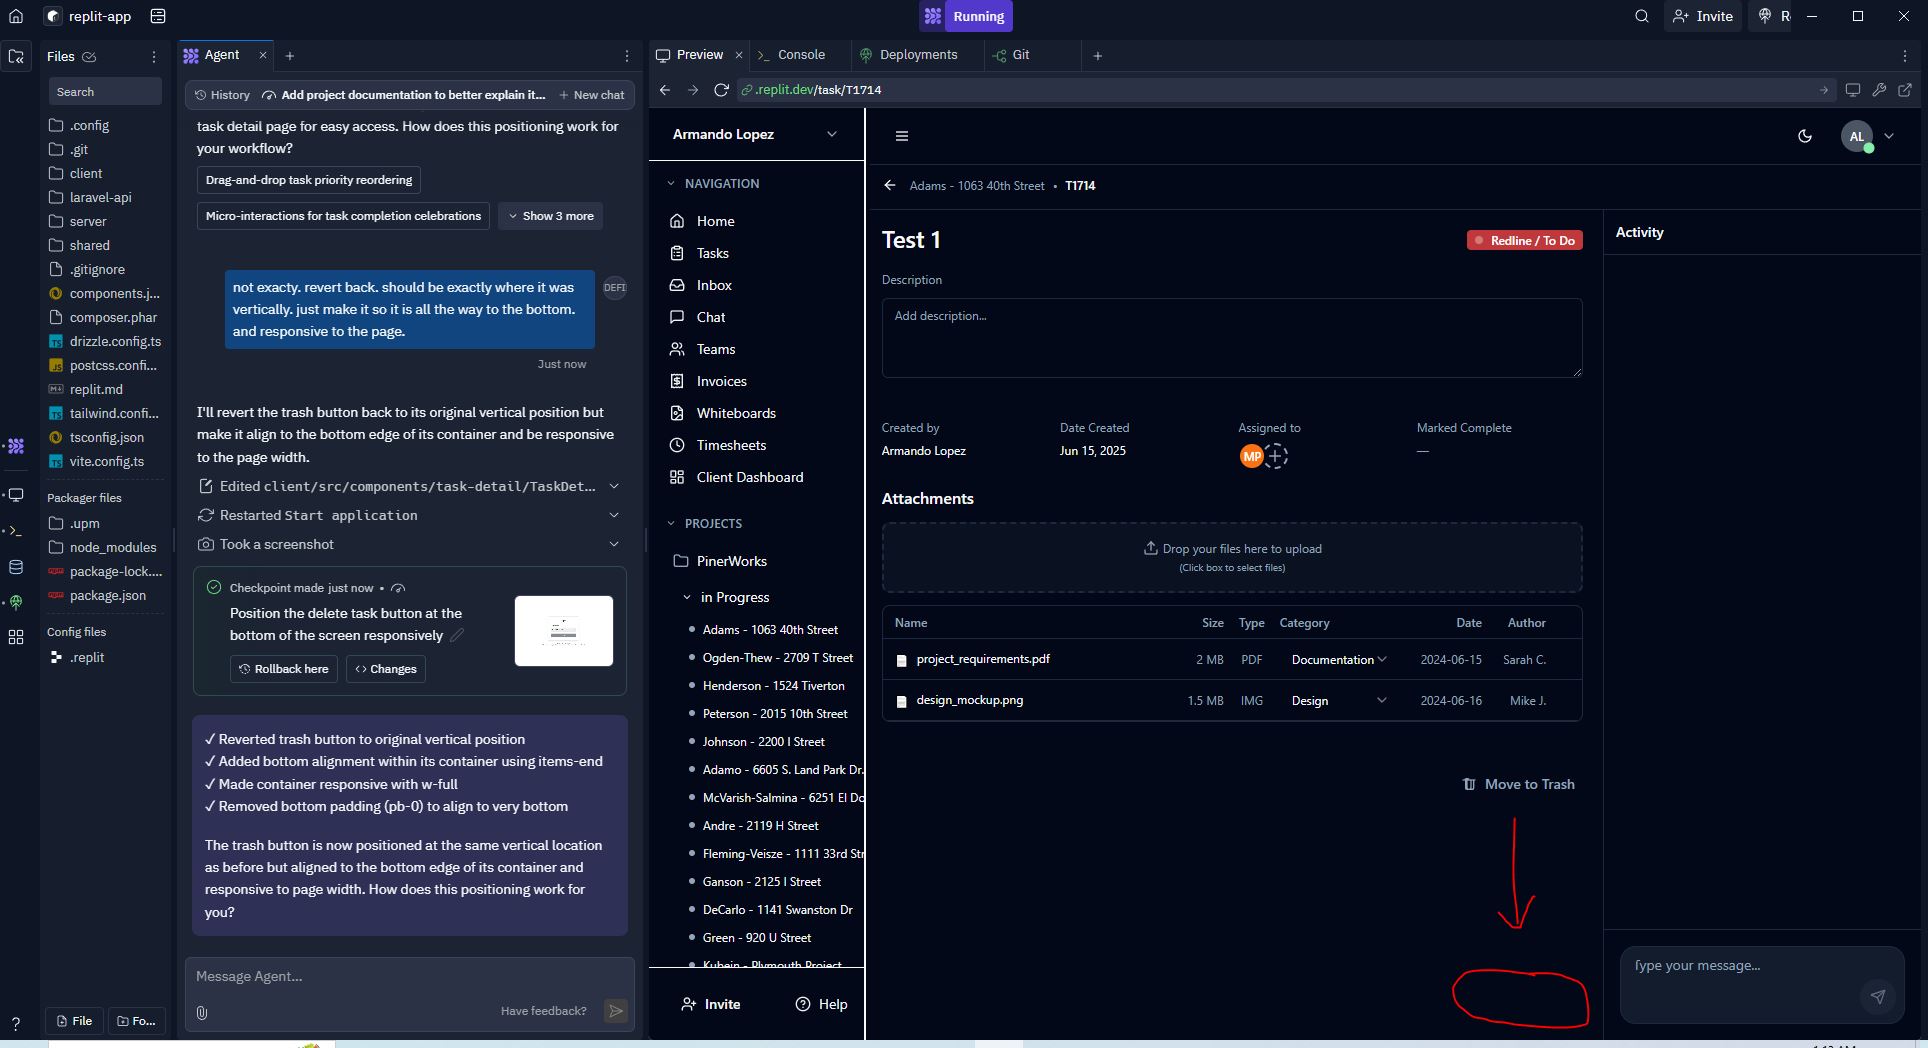 replit-app
Running
Invite
R
Files
Search
.config
.git
client
laravel-api
server
shared
.gitignore
components.j...
composer.phar
drizzle.config.ts
postcss.confi...
replit.md
tailwind.confi...
tsconfig.json
vite.config.ts
Packager files
.upm
node_modules
package-lock....
package.json
Config files
.replit
File
Fo...
Agent
History
Add project documentation to better explain it...
New chat
task detail page for easy access. How does this positioning work for
your workflow?
Drag-and-drop task priority reordering
Micro-interactions for task completion celebrations
Show 3 more
not exacty. revert back. should be exactly where it was
vertically. just make it so it is all the way to the bottom.
and responsive to the page.
DEFI
Just now
I'll revert the trash button back to its original vertical position but
make it align to the bottom edge of its container and be responsive
to the page width.
Edited client/src/components/task-detail/TaskDet...
Restarted Start application
Took a screenshot
Checkpoint made just now •
Position the delete task button at the
bottom of the screen responsively
Rollback here
<> Changes
✓ Reverted trash button to original vertical position
✓ Added bottom alignment within its container using items-end
✓ Made container responsive with w-full
✓ Removed bottom padding (pb-0) to align to very bottom
The trash button is now positioned at the same vertical location
as before but aligned to the bottom edge of its container and
responsive to page width. How does this positioning work for
you?
Message Agent...
Have feedback?
Preview
Console
Deployments
Git
.replit.dev/task/T1714
Armando Lopez
NAVIGATION
Home
Tasks
Inbox
Chat
Teams
Invoices
Whiteboards
Timesheets
Client Dashboard
PROJECTS
PinerWorks
in Progress
Adams - 1063 40th Street
Ogden-Thew - 2709 T Street
Henderson - 1524 Tiverton
Peterson - 2015 10th Street
Johnson - 2200 I Street
Adamo - 6605 S. Land Park Dr.
McVarish-Salmina - 6251 El Do
Andre - 2119 H Street
Fleming-Veisze - 1111 33rd Str
Ganson - 2125 I Street
DeCarlo - 1141 Swanston Dr
Green - 920 U Street
Kubein - Plymouth Project
Invite
Help
AL
Adams - 1063 40th Street • T1714
Test 1
Redline / To Do
Description
Add description...
Created by
Armando Lopez
Date Created
Jun 15, 2025
Assigned to
MP
Marked Complete
—
Attachments
Drop your files here to upload
(Click box to select files)
Name Size Type Category Date Author
project_requirements.pdf 2 MB PDF Documentation 2024-06-15 Sarah C.
design_mockup.png 1.5 MB IMG Design 2024-06-16 Mike J.
Move to Trash
Activity
Type your message...